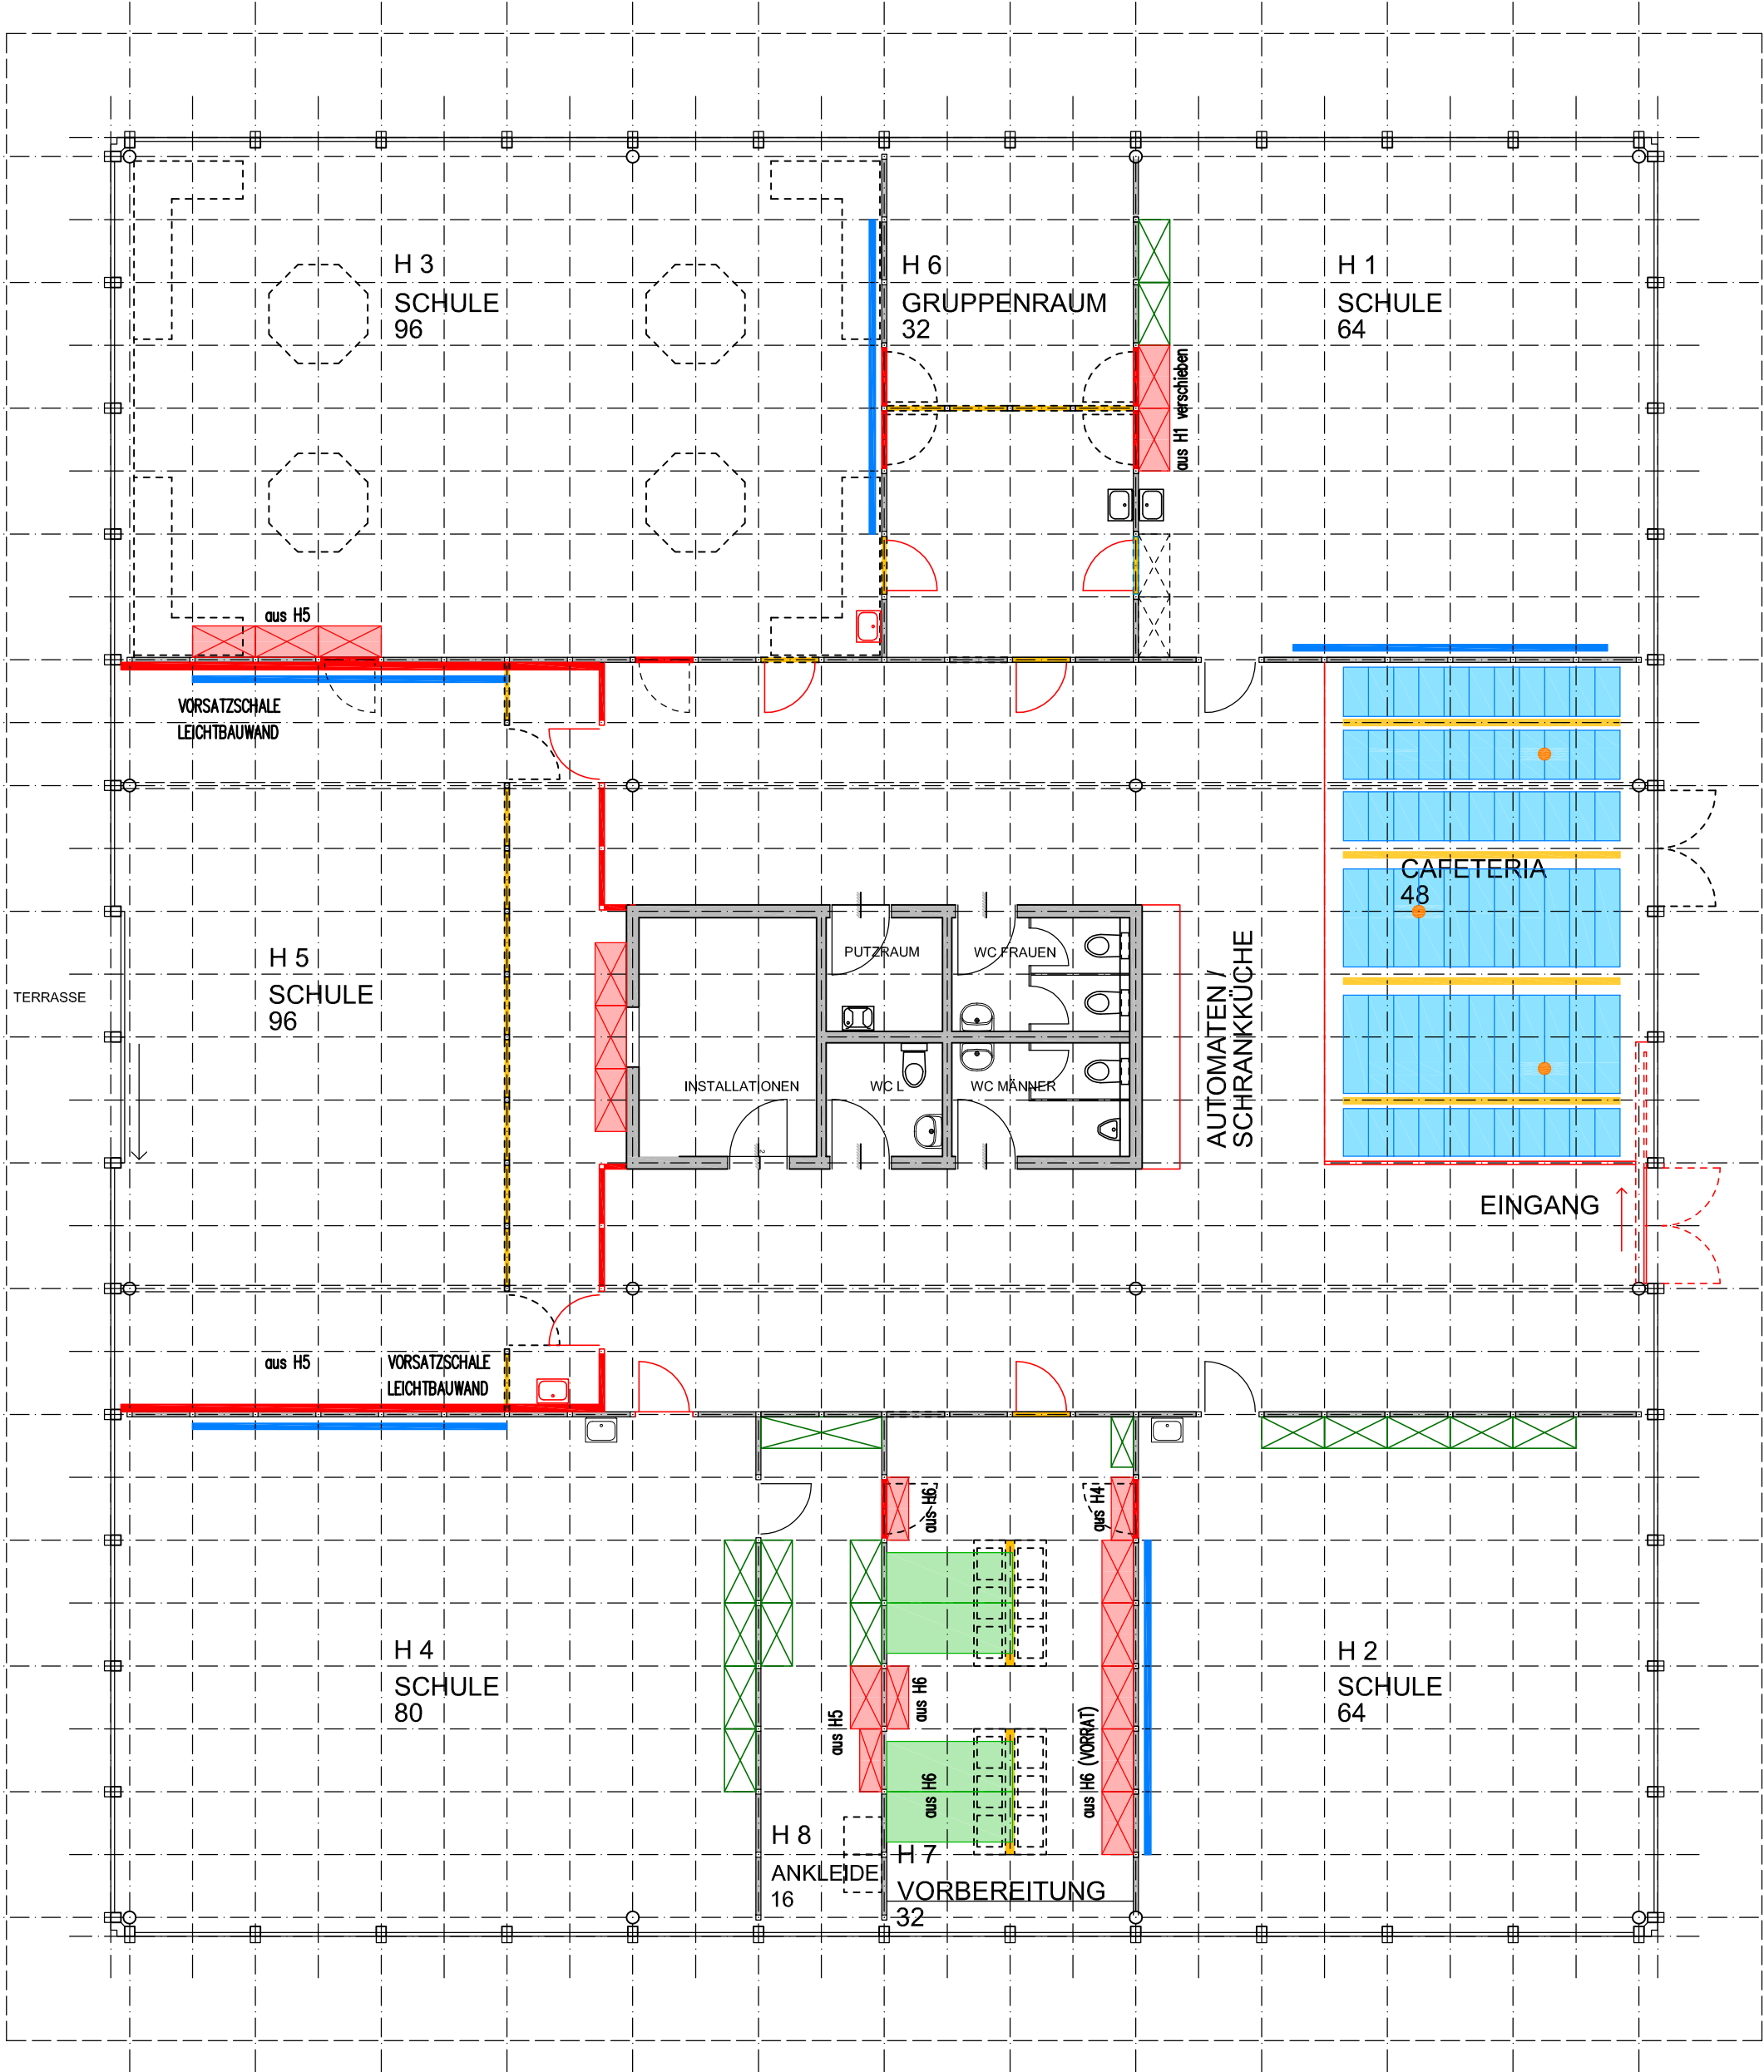 H 3
SCHULE
96
H 6
GRUPPENRAUM
32
H 1
SCHULE
64
aus H1 verschieben
aus H5
VORSATZSCHALE
LEICHTBAUWAND
CAFETERIA
48
H 5
SCHULE
96
TERRASSE
PUTZRAUM
WC FRAUEN
INSTALLATIONEN
WC L
WC MÄNNER
AUTOMATEN /
SCHRANKKÜCHE
EINGANG
aus H5
VORSATZSCHALE
LEICHTBAUWAND
aus H6
aus H4
H 4
SCHULE
80
aus H5
aus H6
aus H6
aus H6 (VORRAT)
H 2
SCHULE
64
H 8
ANKLEIDE
16
H 7
VORBEREITUNG
32